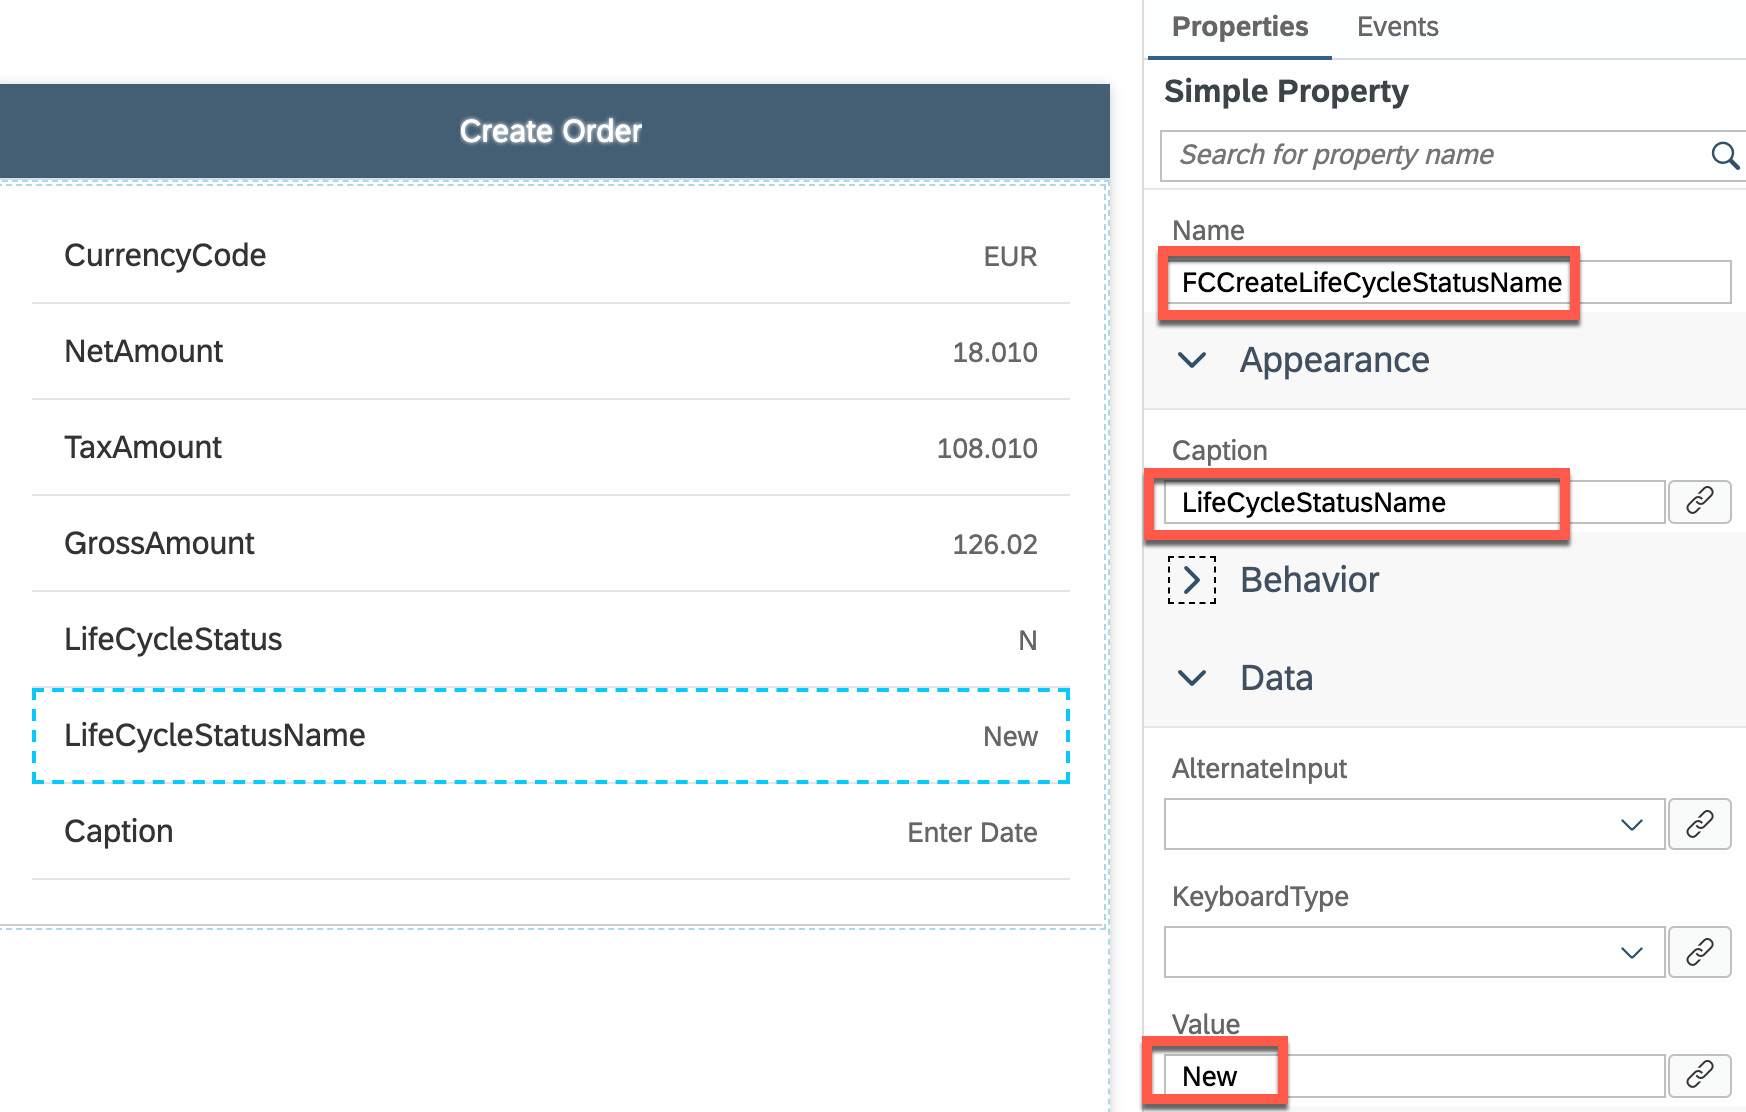 Create Order
CurrencyCode EUR
NetAmount 18.010
TaxAmount 108.010
GrossAmount 126.02
LifeCycleStatus N
LifeCycleStatusName New
Caption Enter Date
Properties Events
Simple Property
Search for property name
Name
FCCreateLifeCycleStatusName
Appearance
Caption
LifeCycleStatusName
Behavior
Data
AlternateInput
KeyboardType
Value
New